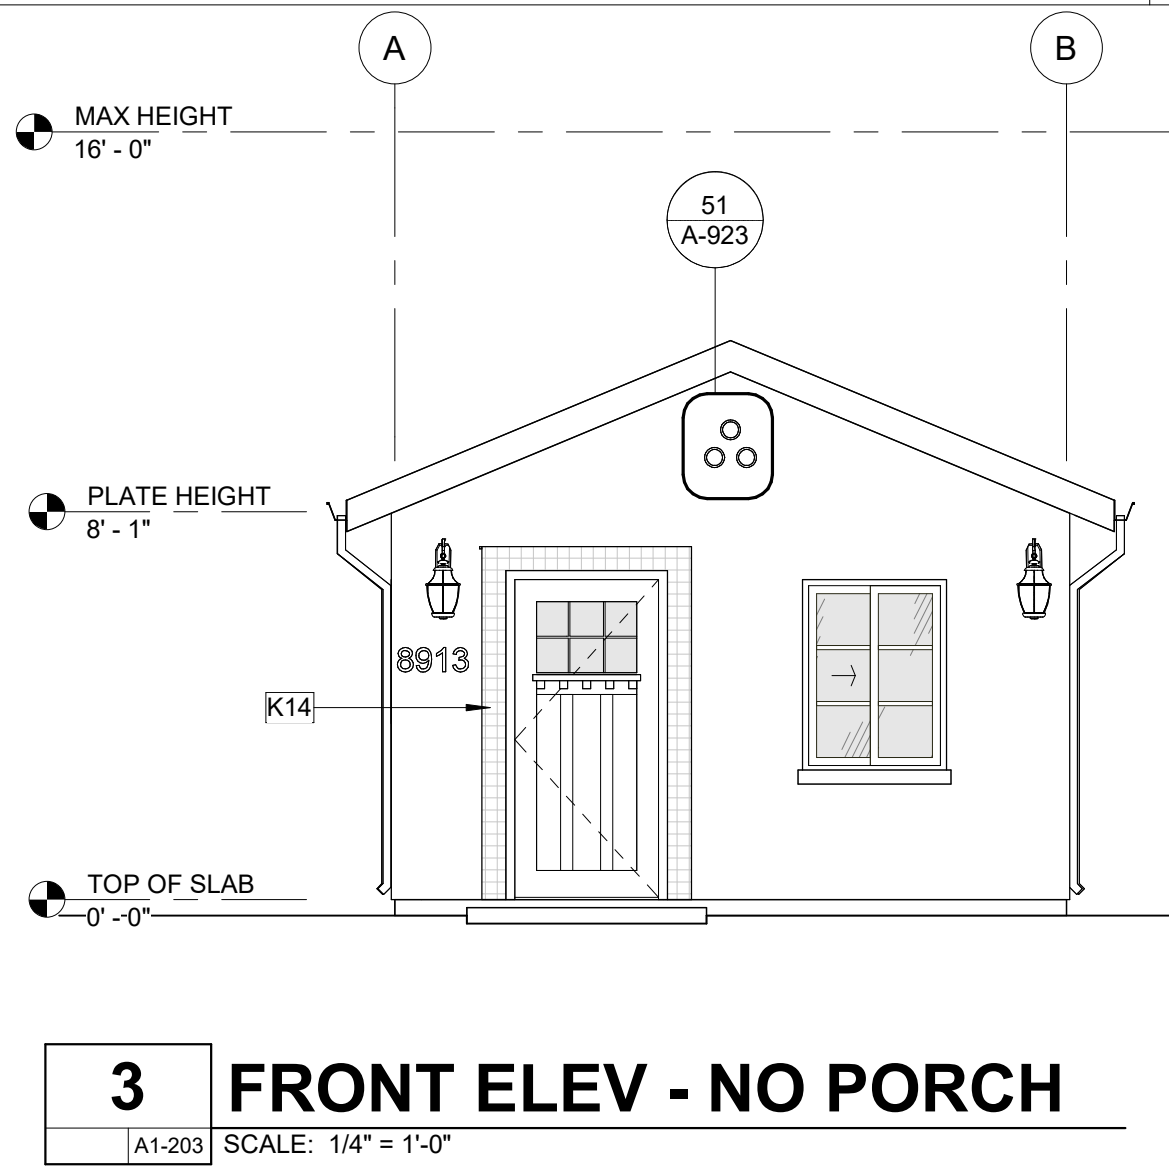 A
B
MAX HEIGHT
16' - 0"
51
A-923
PLATE HEIGHT
8' - 1"
8913
K14
TOP OF SLAB
0' - 0"
3
FRONT ELEV - NO PORCH
A1-203
SCALE: 1/4" = 1'-0"